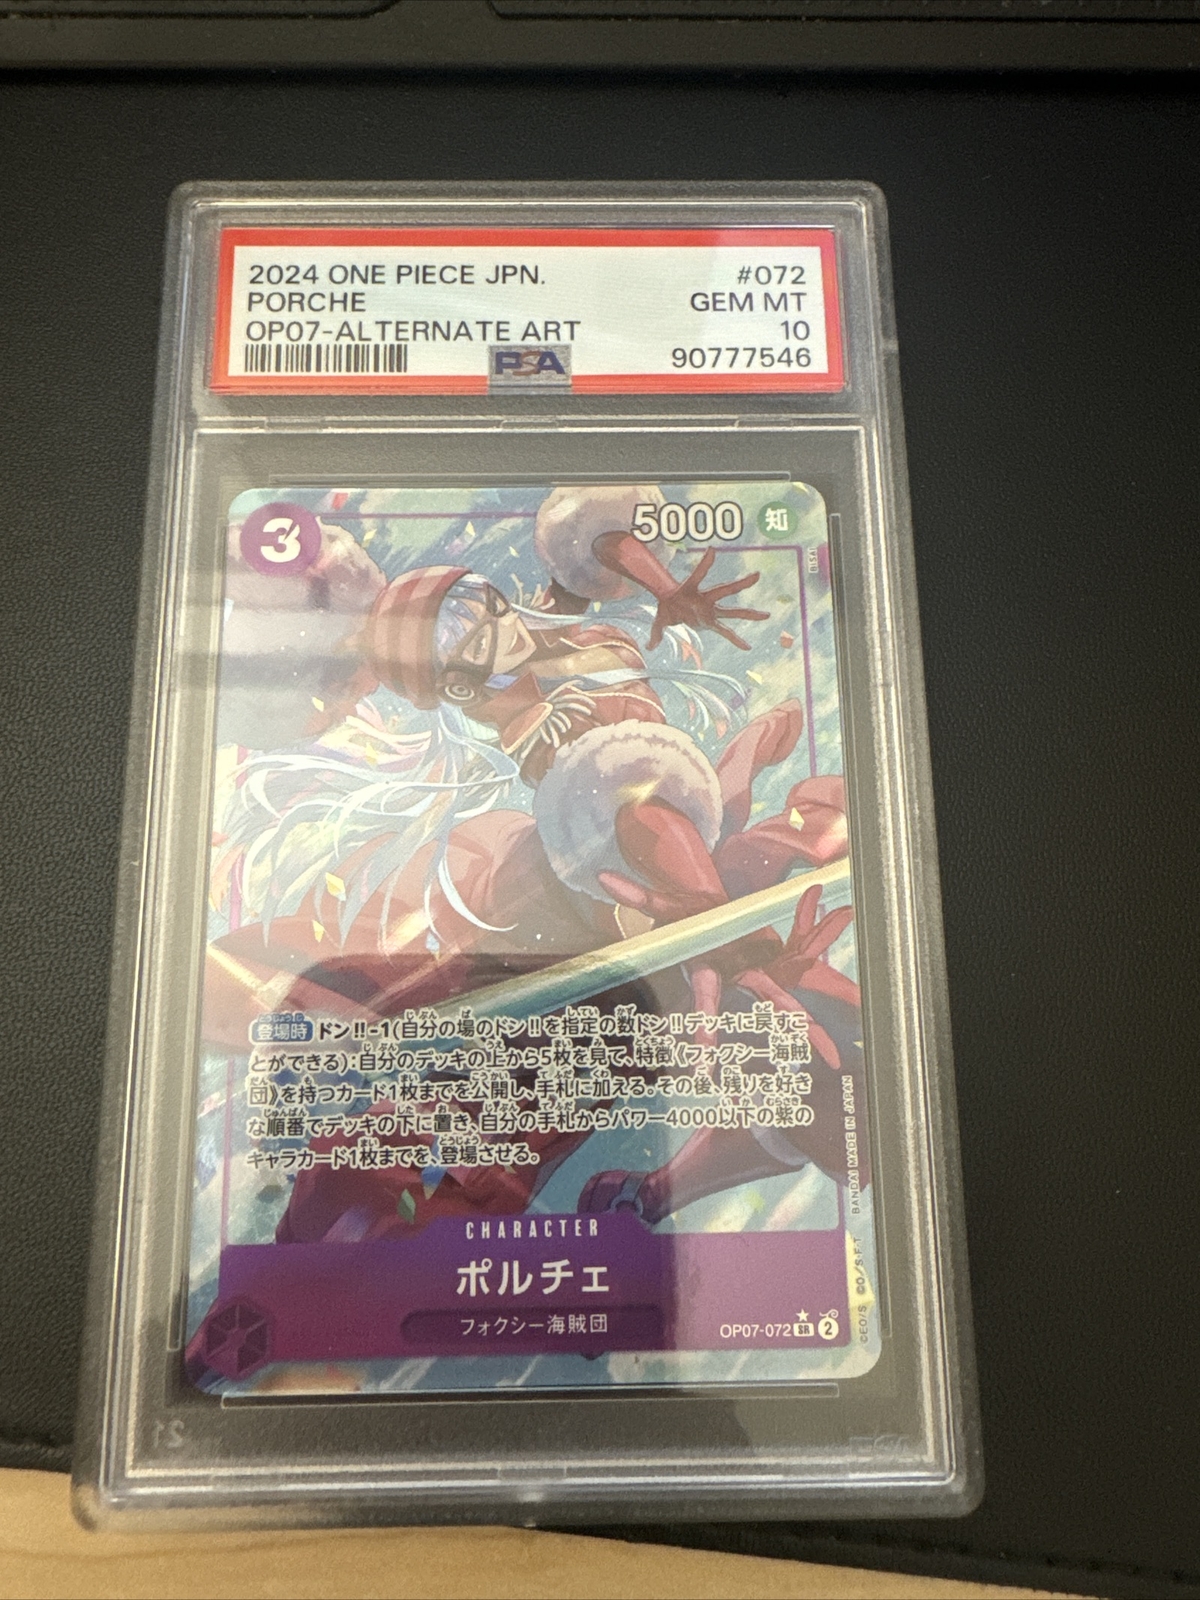 2024 ONE PIECE JPN. #072
PORCHE GEM MT
OP07-ALTERNATE ART 10
PSA 90777546
3 5000 知
BISAI
登場時 ドン!!-1(自分の場のドン!!を指定の数ドン!!デッキに戻すこ
とができる):自分のデッキの上から5枚を見て、特徴《フォクシー海賊
団》を持つカード1枚までを公開し、手札に加える。その後、残りを好き
な順番でデッキの下に置き、自分の手札からパワー4000以下の紫の
キャラカード1枚までを、登場させる。
CHARACTER
ポルチェ
フォクシー海賊団
OP07-072 SR 2
©E.O/S. ©O/S・F・T BANDAI MADE IN JAPAN